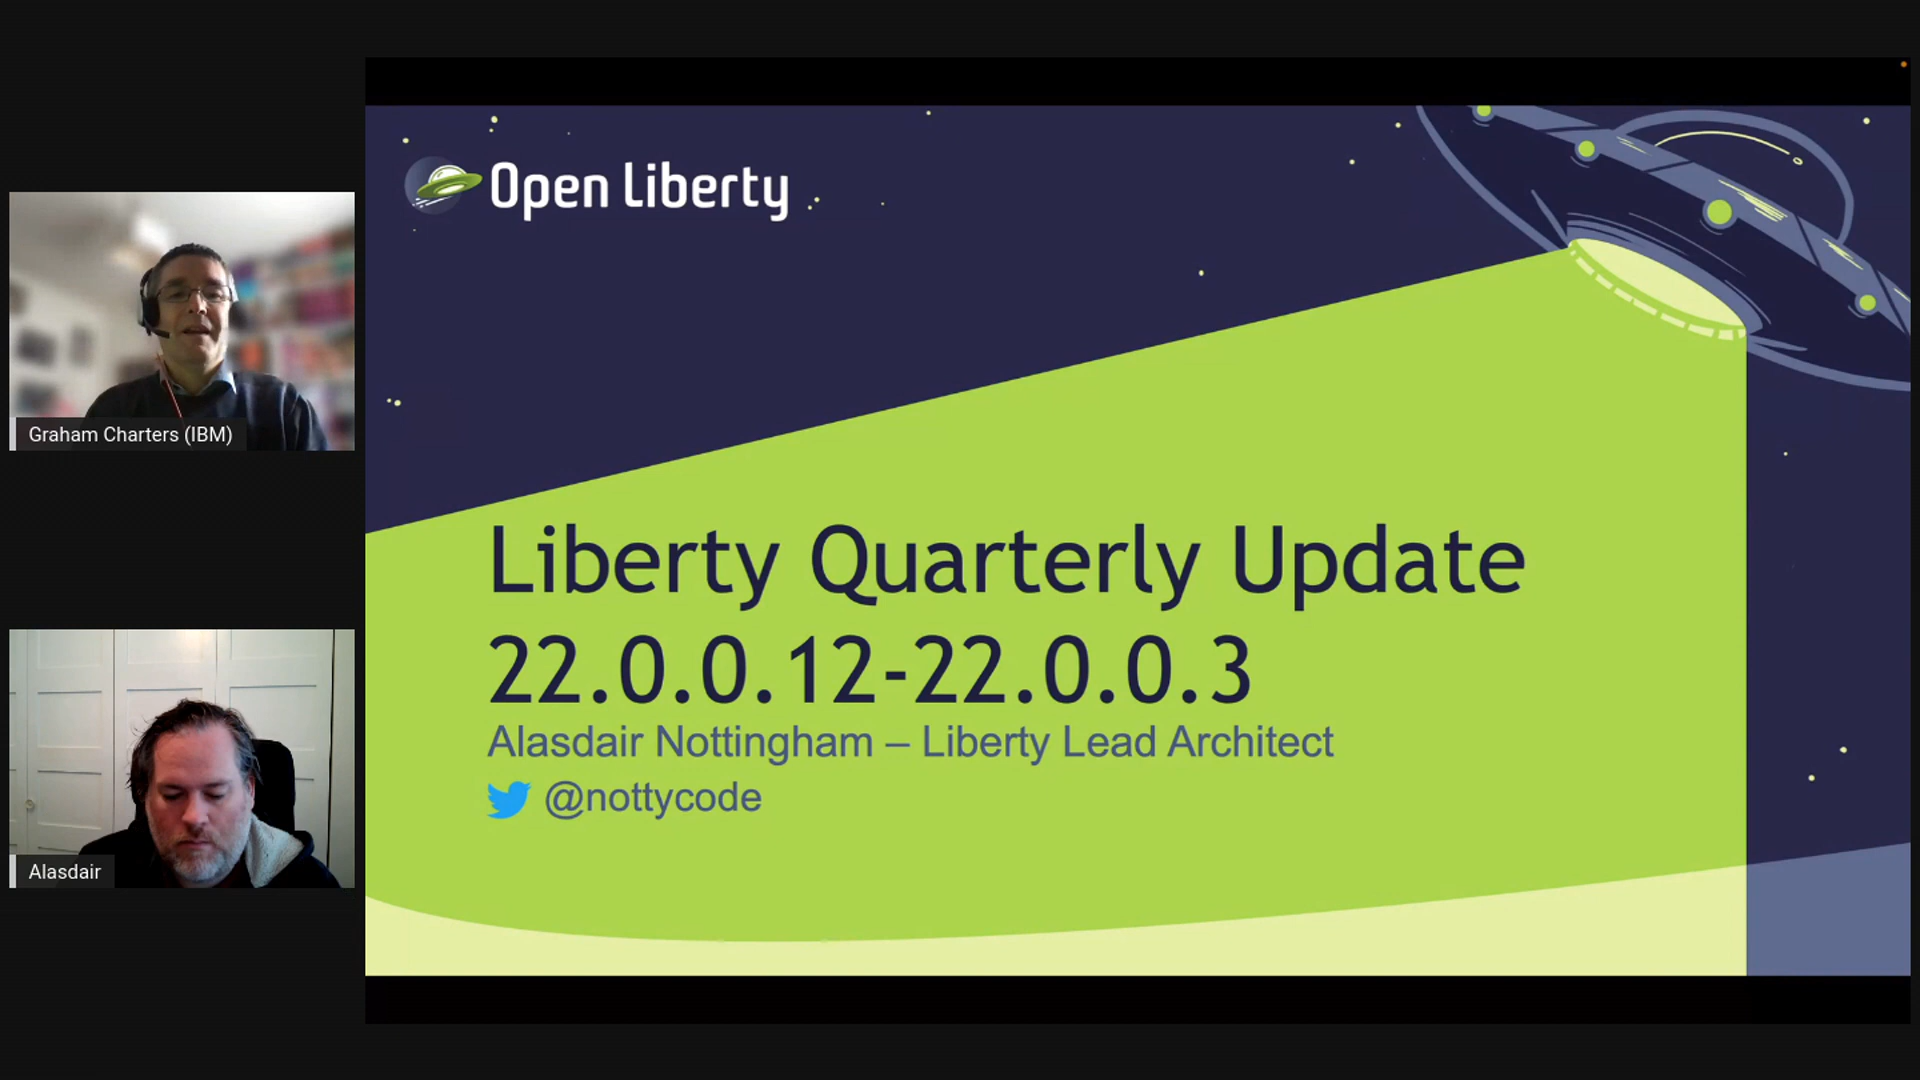 Open Liberty
Graham Charters (IBM)
Liberty Quarterly Update
22.0.0.12-22.0.0.3
Alasdair Nottingham – Liberty Lead Architect
@nottycode
Alasdair